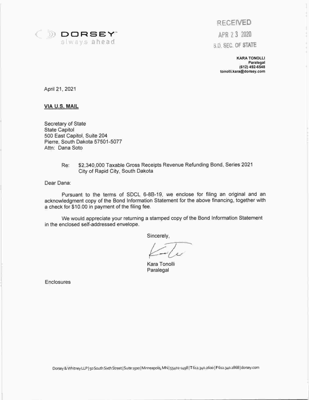 DORSEY
always ahead
RECEIVED
APR 23 2020
S.D. SEC. OF STATE
KARA TONOLLI
Paralegal
(612) 492-5546
tonolli.kara@dorsey.com
April 21, 2021
VIA U.S. MAIL
Secretary of State
State Capitol
500 East Capitol, Suite 204
Pierre, South Dakota 57501-5077
Attn: Dana Soto
Re: $2,340,000 Taxable Gross Receipts Revenue Refunding Bond, Series 2021
City of Rapid City, South Dakota
Dear Dana:
Pursuant to the terms of SDCL 6-8B-19, we enclose for filing an original and an
acknowledgment copy of the Bond Information Statement for the above financing, together with
a check for $10.00 in payment of the filing fee.
We would appreciate your returning a stamped copy of the Bond Information Statement
in the enclosed self-addressed envelope.
Sincerely,
Kara Tonolli
Paralegal
Enclosures
Dorsey & Whitney LLP | 50 South Sixth Street | Suite 1500 | Minneapolis, MN | 55402-1498 | T 612.340.2600 | F 612.340.2868 | dorsey.com